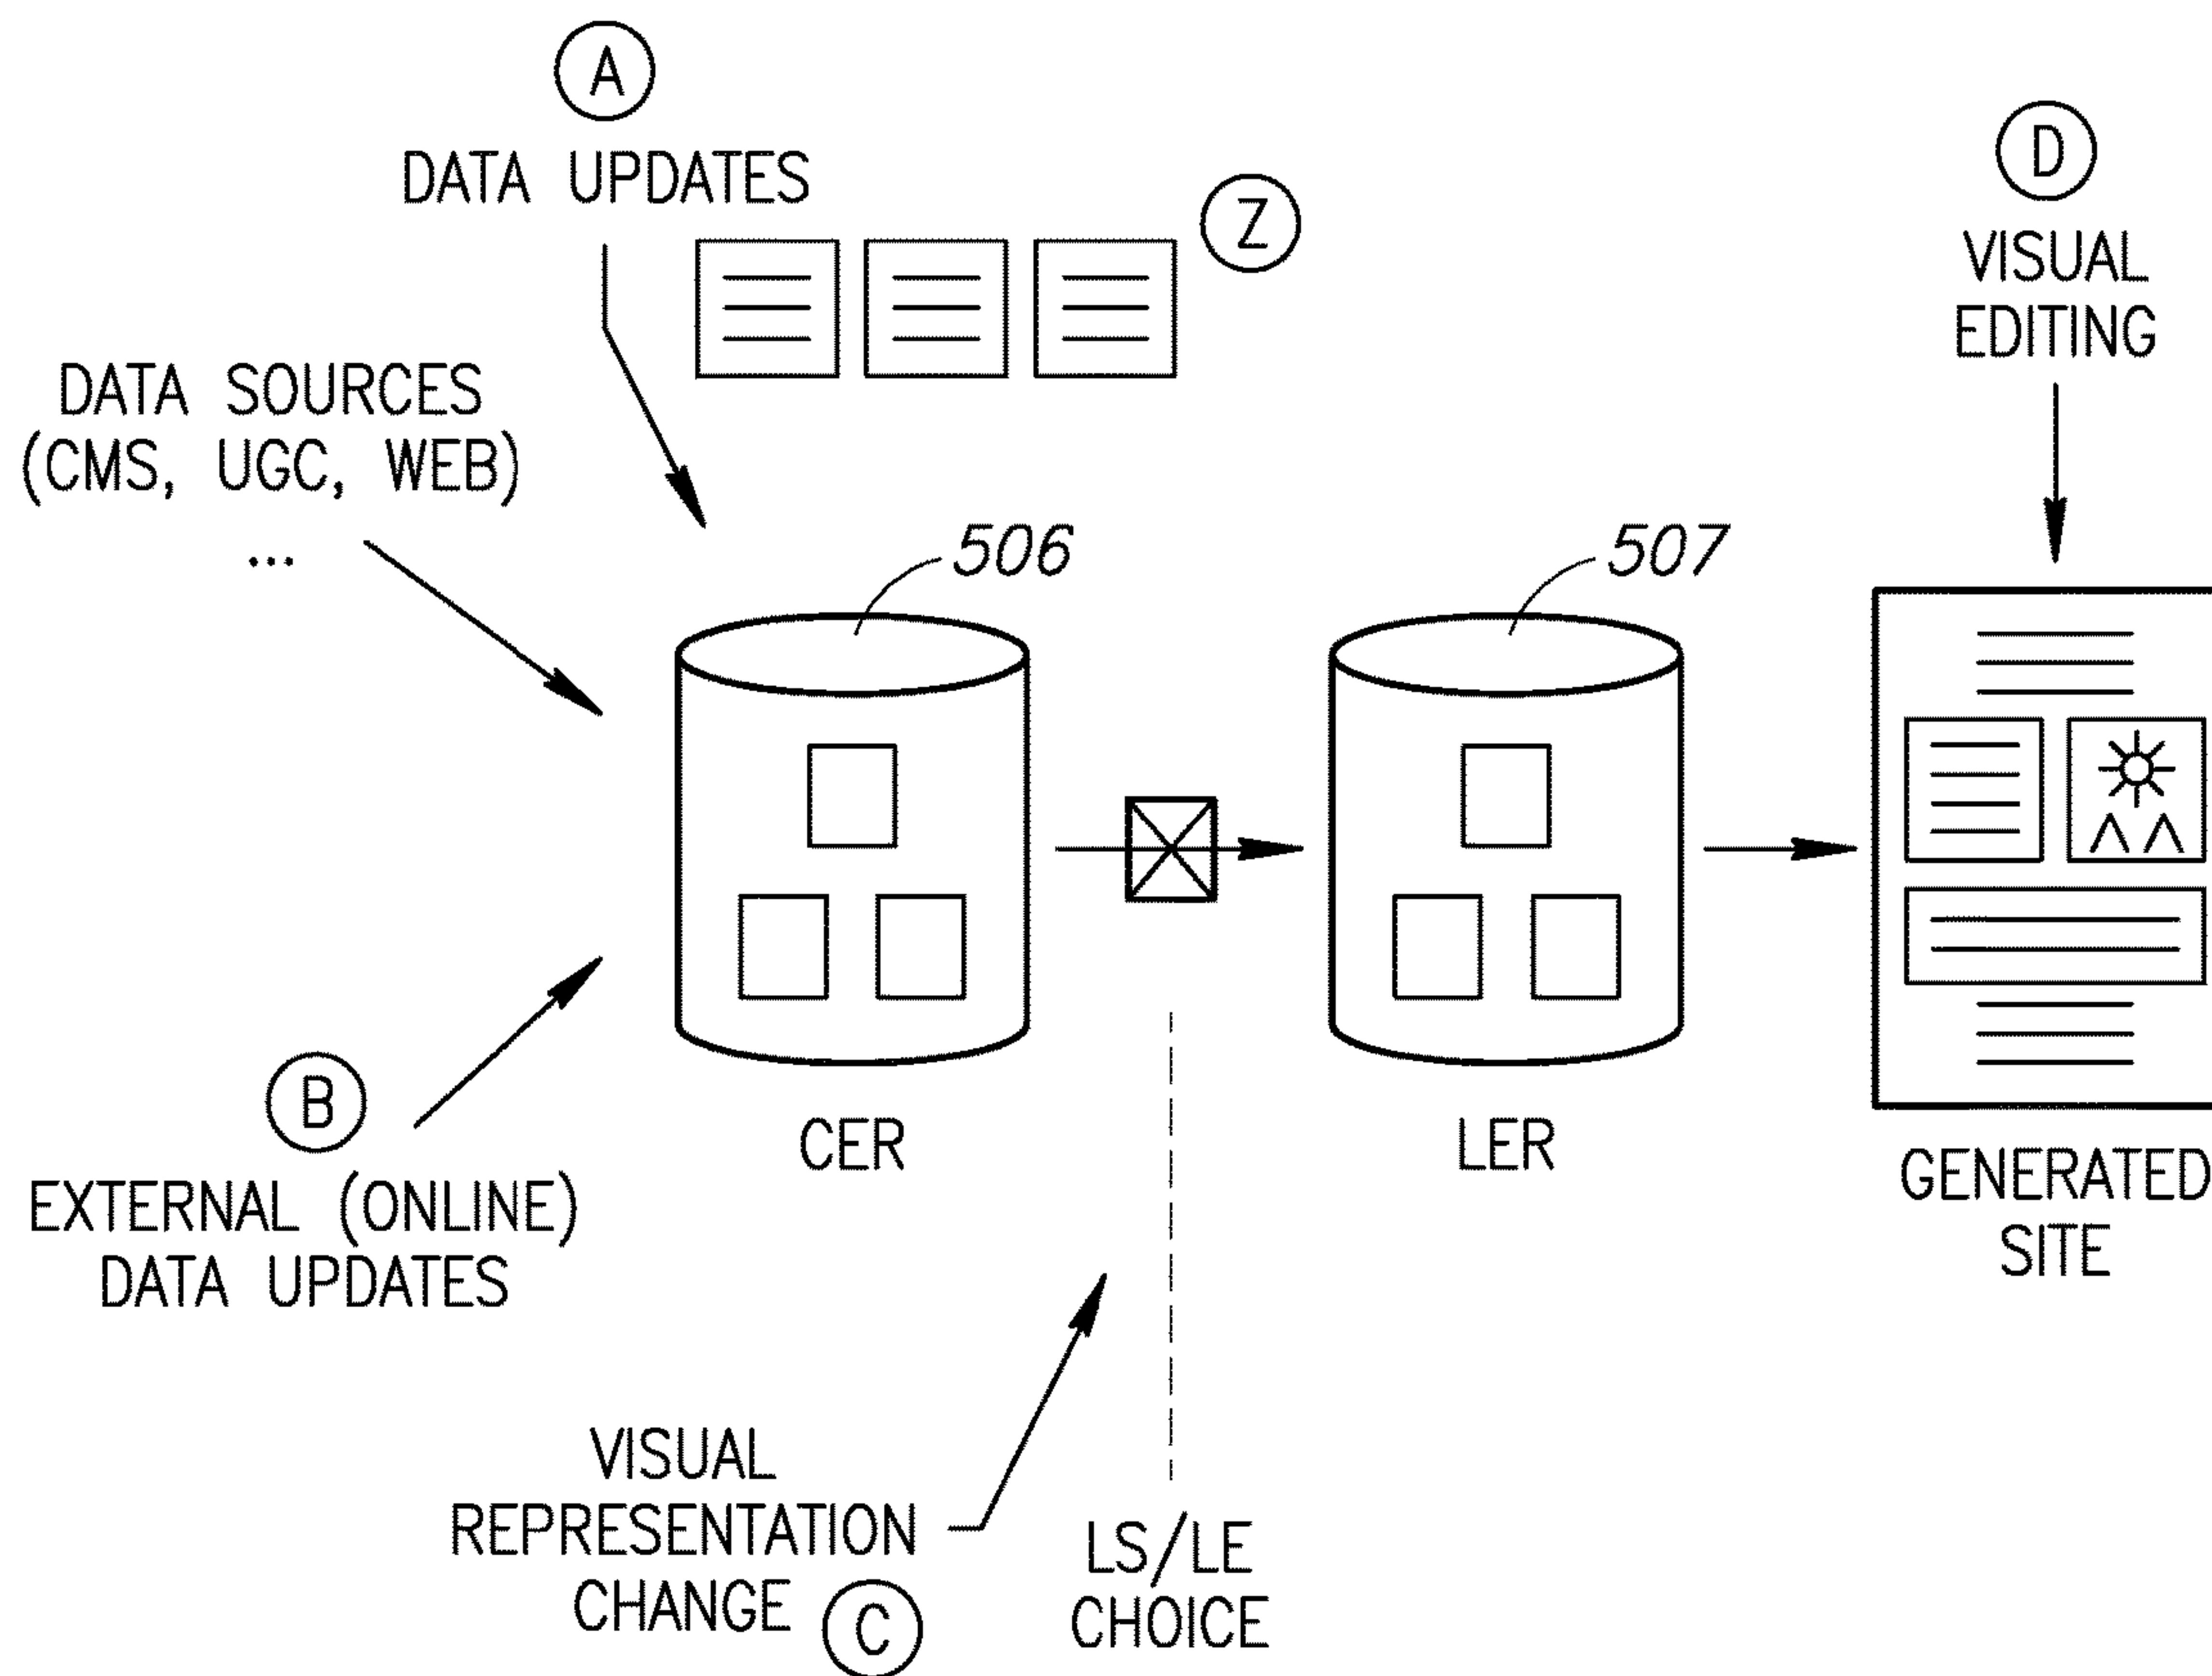 A
DATA UPDATES
Z
D
VISUAL
EDITING
DATA SOURCES
(CMS, UGC, WEB)
...
506
507
CER
LER
GENERATED
SITE
B
EXTERNAL (ONLINE)
DATA UPDATES
VISUAL
REPRESENTATION
CHANGE C
LS/LE
CHOICE